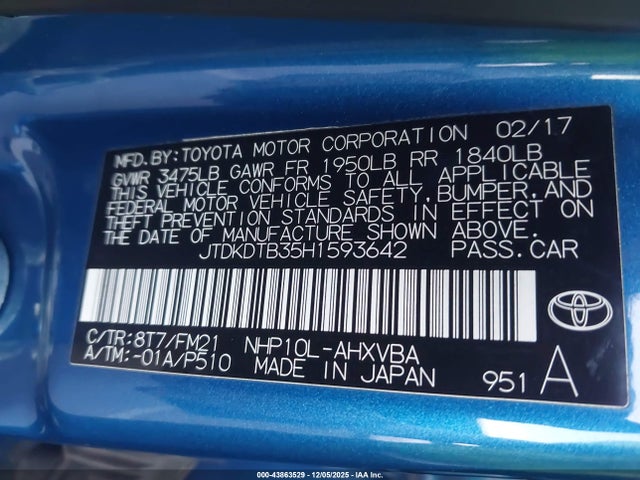 MFD.BY:TOYOTA MOTOR CORPORATION 02/17
GVWR 3475LB GAWR FR 1950LB RR 1840LB
THIS VEHICLE CONFORMS TO ALL APPLICABLE
FEDERAL MOTOR VEHICLE SAFETY,BUMPER,AND
THEFT PREVENTION STANDARDS IN EFFECT ON
THE DATE OF MANUFACTURE SHOWN ABOVE.
JTDKDTB35H1593642 PASS.CAR
C/TR:8T7/FM21 NHP10L-AHXVBA
A/TM:-01A/P510 MADE IN JAPAN 951 A
TOYOTA
000-43863529 | 12/05/2025 | IAA Inc.